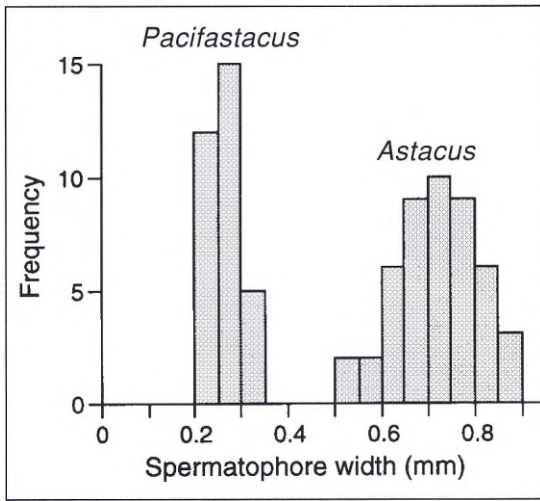 Pacifastacus
Astacus
Frequency
15
10
5
0
0 0.2 0.4 0.6 0.8
Spermatophore width (mm)